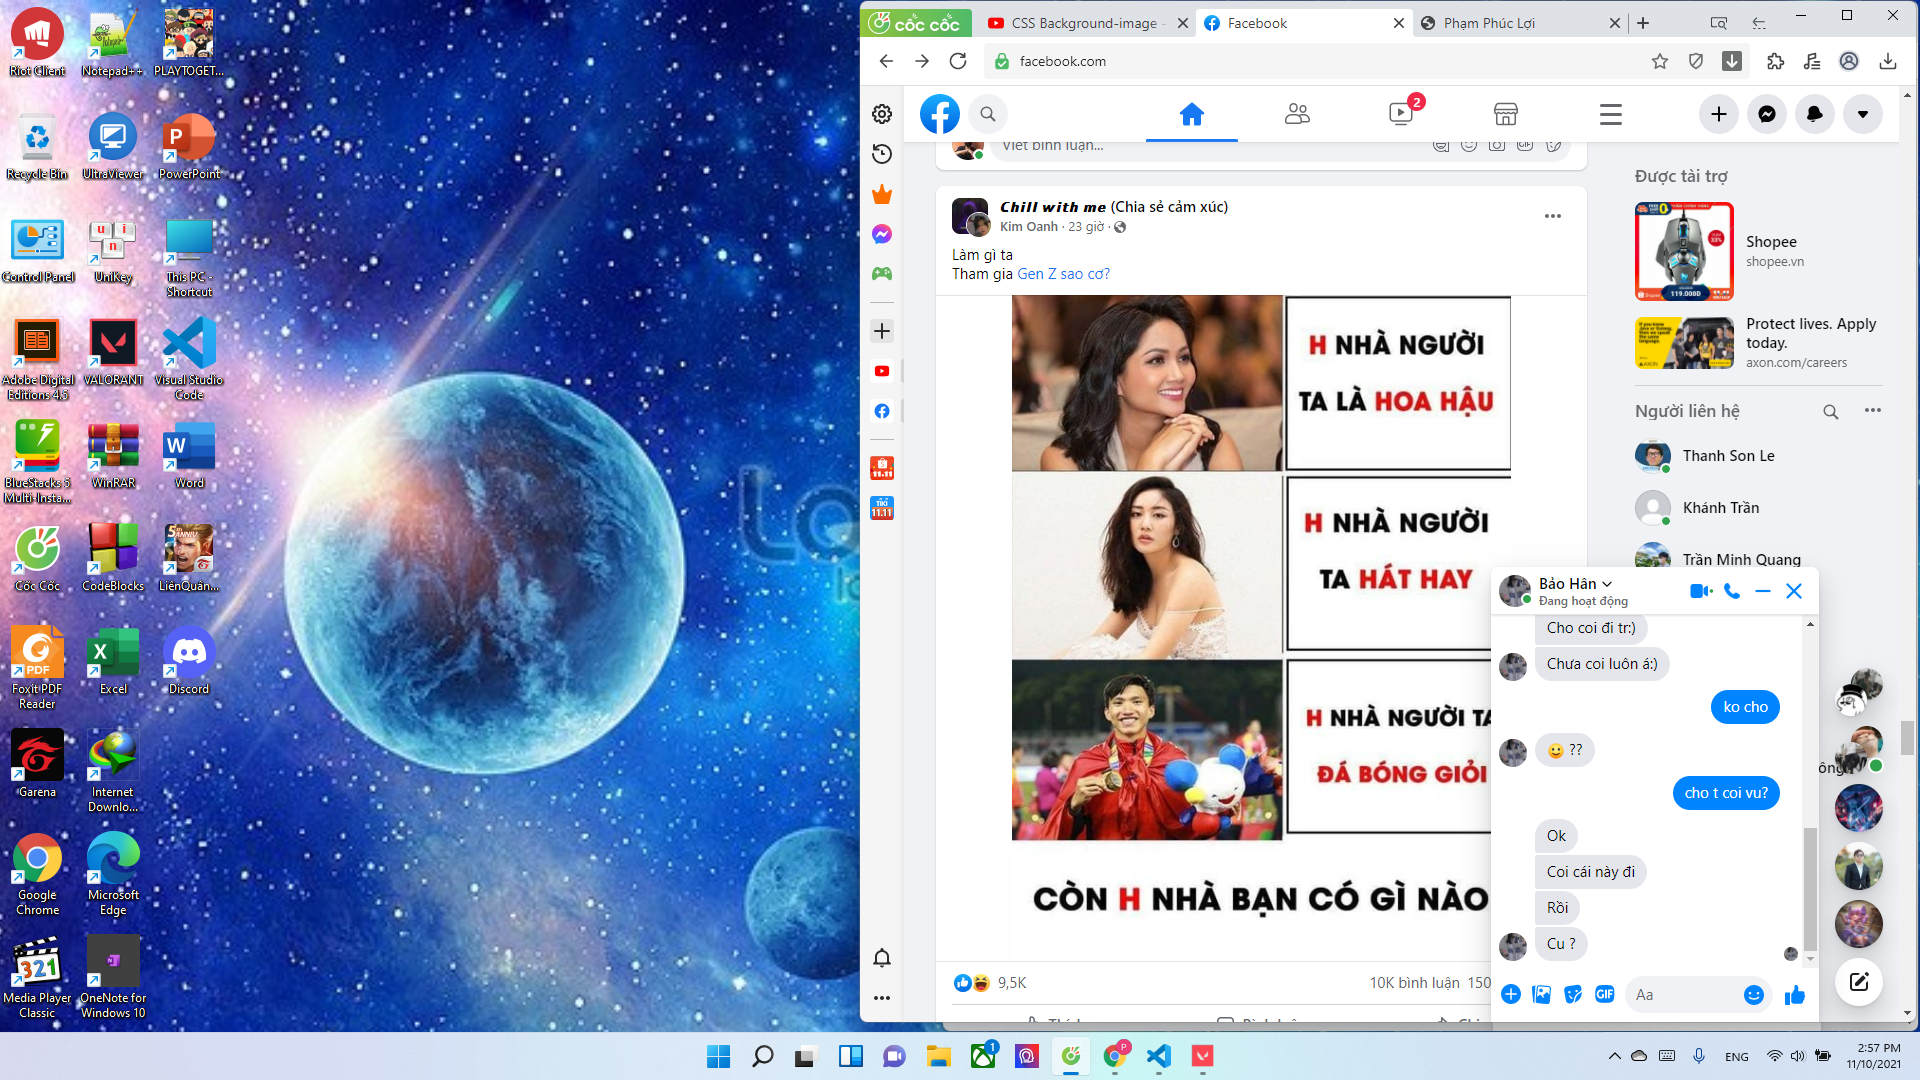 Riot Client
Notepad++
PLAYTOGET...
Recycle Bin
UltraViewer
PowerPoint
Control Panel
UniKey
This PC - Shortcut
Adobe Digital Editions 4.5
VALORANT
Visual Studio Code
BlueStacks 5 Multi-Insta...
WinRAR
Word
Cốc Cốc
CodeBlocks
LiênQuân...
Foxit PDF Reader
Excel
Discord
Garena
Internet Downlo...
Google Chrome
Microsoft Edge
Media Player Classic
OneNote for Windows 10
cốc cốc
CSS Background-image -
Facebook
Phạm Phúc Lợi
facebook.com
2
Viết bình luận...
Chill with me (Chia sẻ cảm xúc)
Kim Oanh · 23 giờ ·
Làm gì ta
Tham gia Gen Z sao cơ?
H NHÀ NGƯỜI
TA LÀ HOA HẬU
H NHÀ NGƯỜI
TA HÁT HAY
H NHÀ NGƯỜI TA
ĐÁ BÓNG GIỎI
CÒN H NHÀ BẠN CÓ GÌ NÀO
9,5K
10K bình luận 150
Được tài trợ
Shopee
shopee.vn
119.000Đ
Protect lives. Apply today.
axon.com/careers
Người liên hệ
Thanh Son Le
Khánh Trần
Trần Minh Quang
Bảo Hân
Đang hoạt động
Cho coi đi tr:)
Chưa coi luôn á:)
ko cho
🙂 ??
cho t coi vu?
Ok
Coi cái này đi
Rồi
Cu ?
GIF
Aa
ENG
2:57 PM
11/10/2021